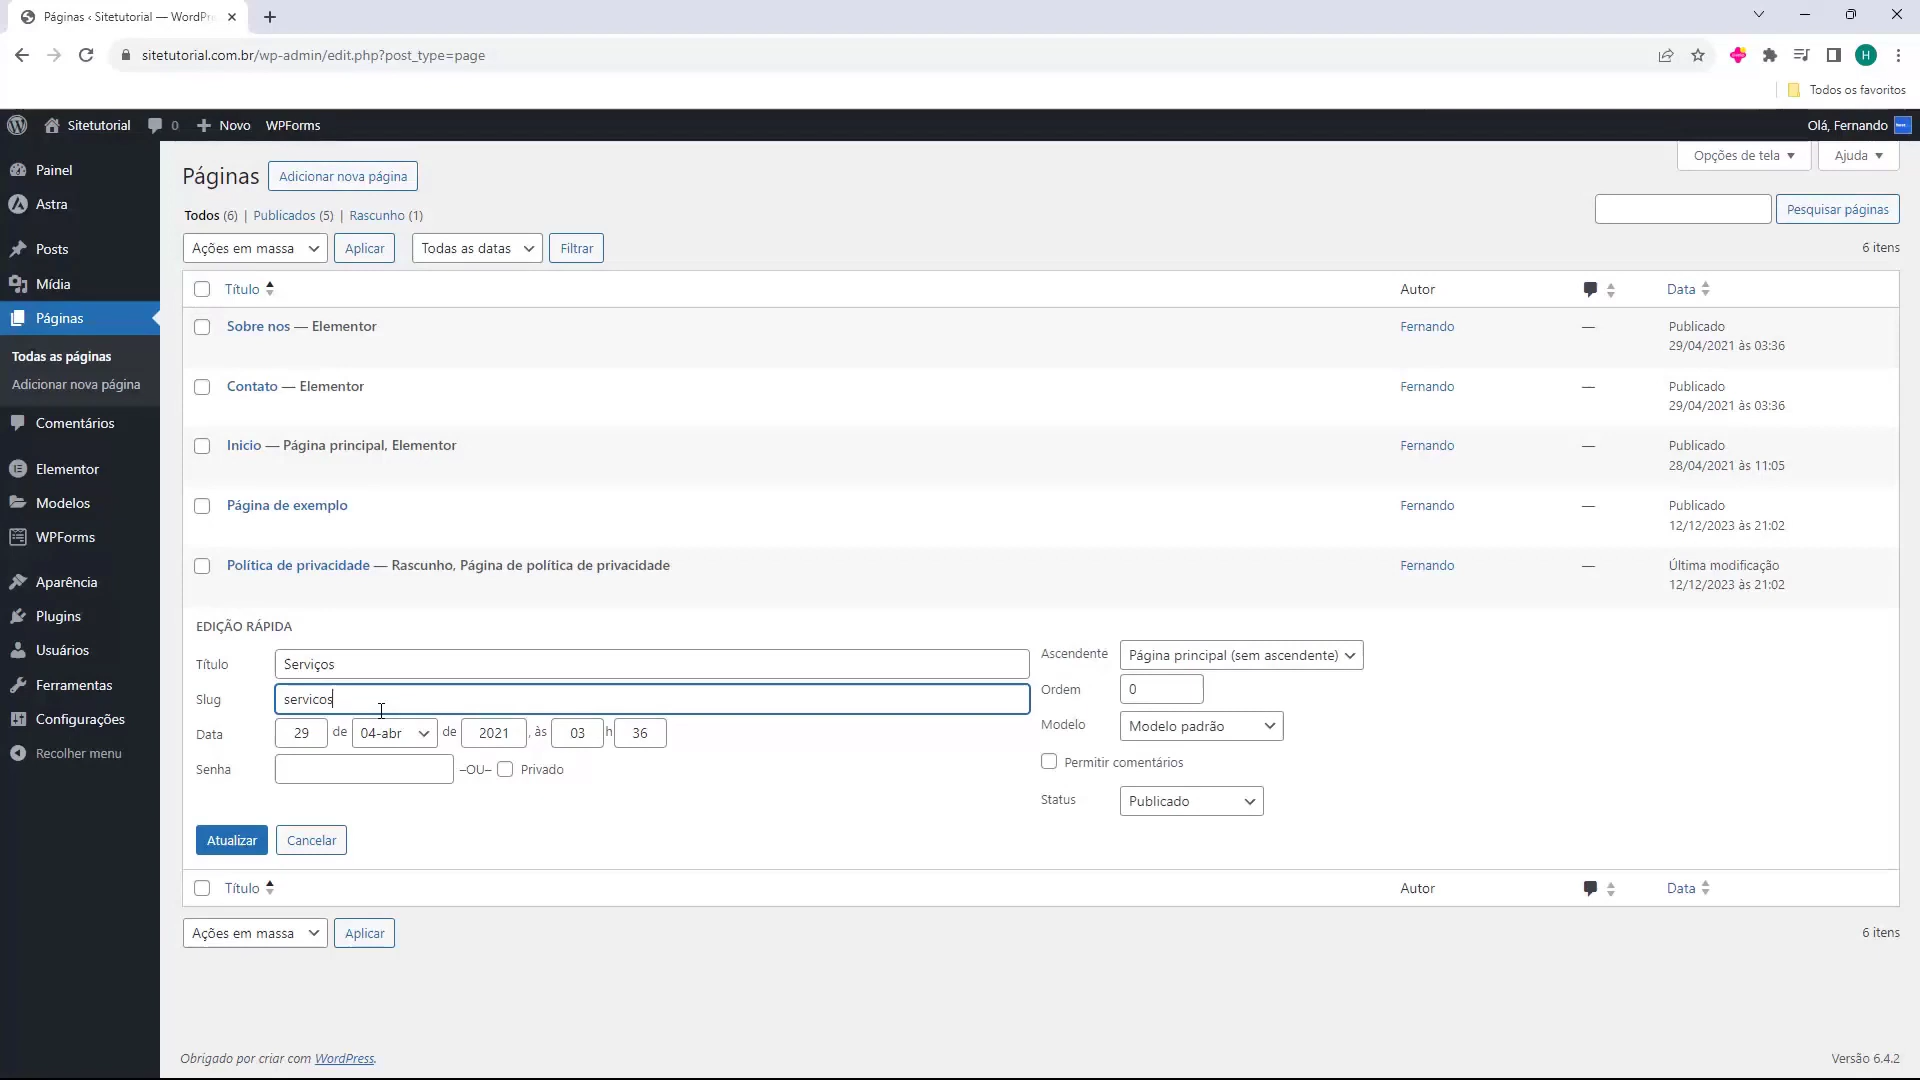 Páginas ‹ Sitetutorial — WordPr
sitetutorial.com.br/wp-admin/edit.php?post_type=page
H
Todos os favoritos
Sitetutorial 0 Novo WPForms
Olá, Fernando
Painel
Astra
Posts
Mídia
Páginas
Todas as páginas
Adicionar nova página
Comentários
Elementor
Modelos
WPForms
Aparência
Plugins
Usuários
Ferramentas
Configurações
Recolher menu
Opções de tela
Ajuda
Páginas Adicionar nova página
Todos (6) | Publicados (5) | Rascunho (1)
Pesquisar páginas
Ações em massa Aplicar Todas as datas Filtrar
6 itens
Título Autor Data
Sobre nos — Elementor Fernando — Publicado
29/04/2021 às 03:36
Contato — Elementor Fernando — Publicado
29/04/2021 às 03:36
Inicio — Página principal, Elementor Fernando — Publicado
28/04/2021 às 11:05
Página de exemplo Fernando — Publicado
12/12/2023 às 21:02
Política de privacidade — Rascunho, Página de política de privacidade Fernando — Última modificação
12/12/2023 às 21:02
EDIÇÃO RÁPIDA
Título Serviços
Slug servicos
Data 29 de 04-abr de 2021 , às 03 h 36
Senha –OU– Privado
Ascendente Página principal (sem ascendente)
Ordem 0
Modelo Modelo padrão
Permitir comentários
Status Publicado
Atualizar Cancelar
Título Autor Data
Ações em massa Aplicar
6 itens
Obrigado por criar com WordPress.
Versão 6.4.2